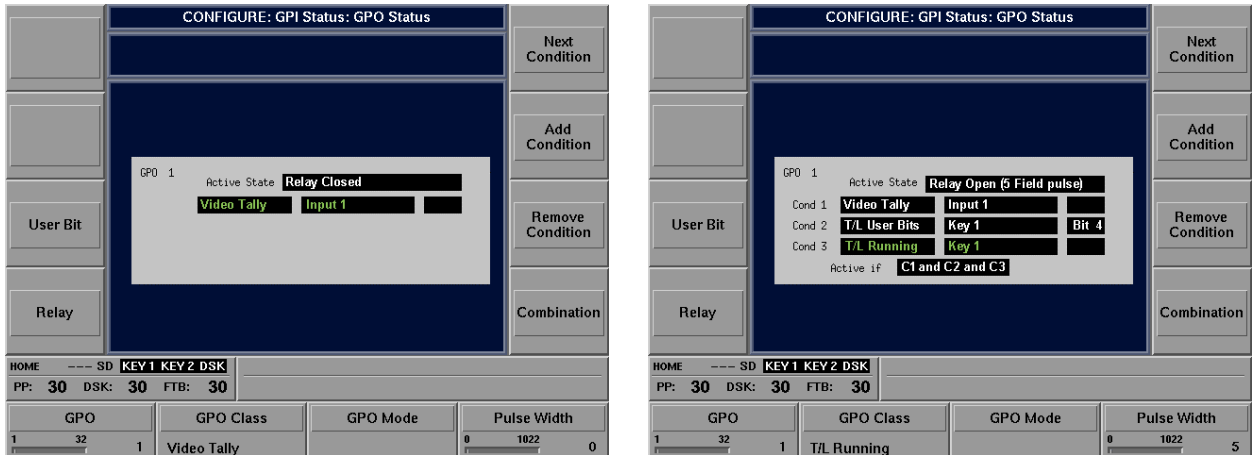 CONFIGURE: GPI Status: GPO Status
Next
Condition
Add
Condition
GPO 1
Active State Relay Closed
Video Tally Input 1
User Bit
Remove
Condition
Relay
Combination
HOME --- SD KEY 1 KEY 2 DSK
PP: 30 DSK: 30 FTB: 30
GPO GPO Class GPO Mode Pulse Width
1 32 1 Video Tally 0 1022 0
CONFIGURE: GPI Status: GPO Status
Next
Condition
Add
Condition
GPO 1
Active State Relay Open (5 Field pulse)
Cond 1 Video Tally Input 1
Cond 2 T/L User Bits Key 1 Bit 4
Cond 3 T/L Running Key 1
Active if C1 and C2 and C3
User Bit
Remove
Condition
Relay
Combination
HOME --- SD KEY 1 KEY 2 DSK
PP: 30 DSK: 30 FTB: 30
GPO GPO Class GPO Mode Pulse Width
1 32 1 T/L Running 0 1022 5